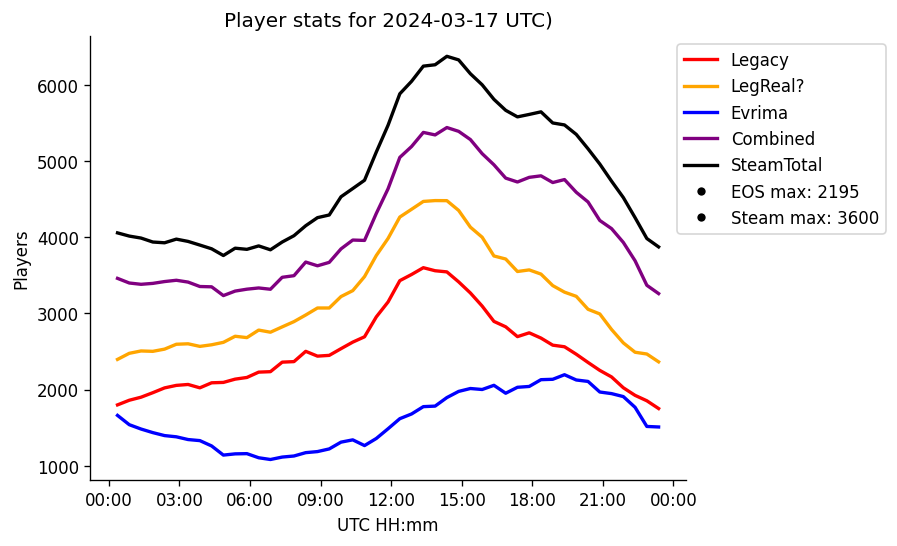 Player stats for 2024-03-17 UTC)
Legacy
LegReal?
Evrima
Combined
SteamTotal
EOS max: 2195
Steam max: 3600
Players
6000
5000
4000
3000
2000
1000
00:00 03:00 06:00 09:00 12:00 15:00 18:00 21:00 00:00
UTC HH:mm